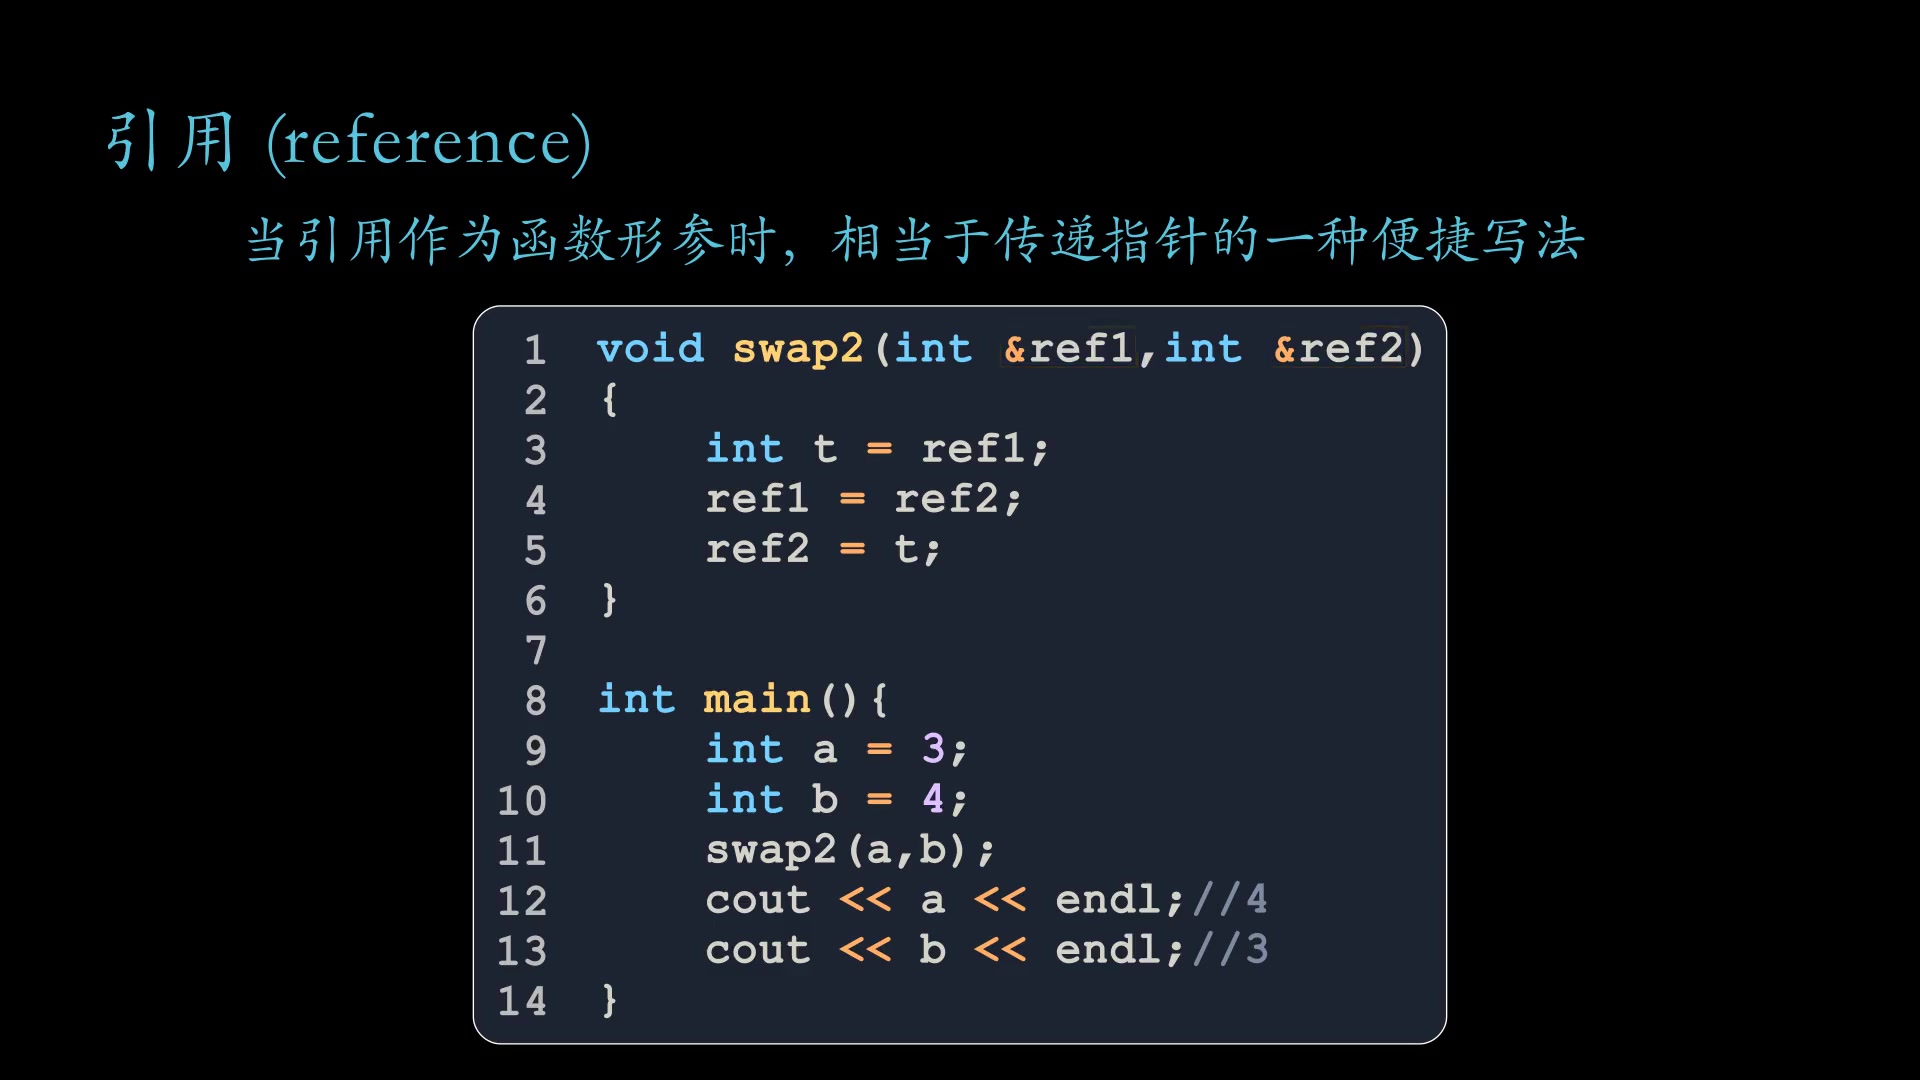 引用 (reference)
当引用作为函数形参时，相当于传递指针的一种便捷写法
1 void swap2(int &ref1,int &ref2)
2 {
3     int t = ref1;
4     ref1 = ref2;
5     ref2 = t;
6 }
7
8 int main(){
9     int a = 3;
10     int b = 4;
11     swap2(a,b);
12     cout << a << endl;//4
13     cout << b << endl;//3
14 }